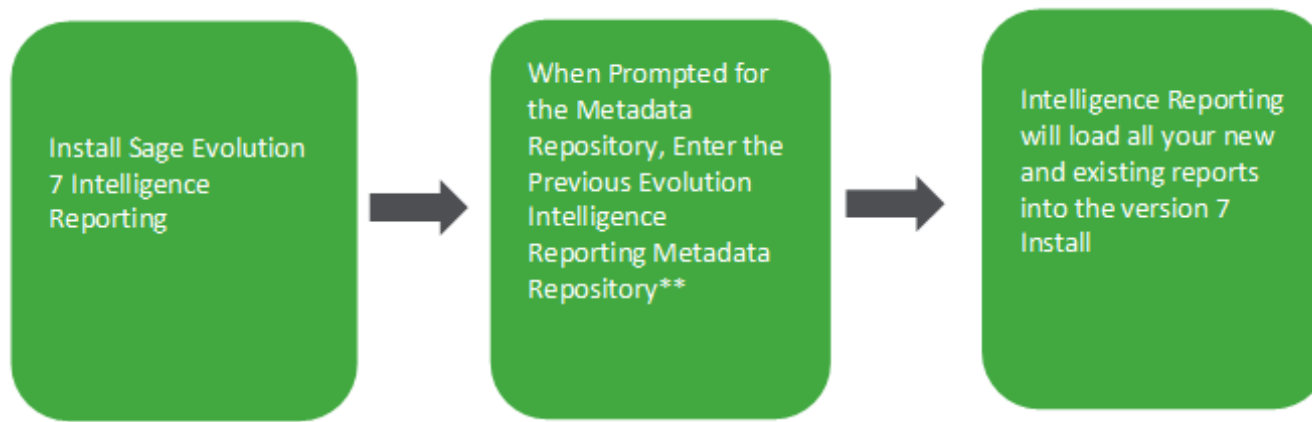 Install Sage Evolution
7 Intelligence
Reporting
When Prompted for
the Metadata
Repository, Enter the
Previous Evolution
Intelligence
Reporting Metadata
Repository**
Intelligence Reporting
will load all your new
and existing reports
into the version 7
Install